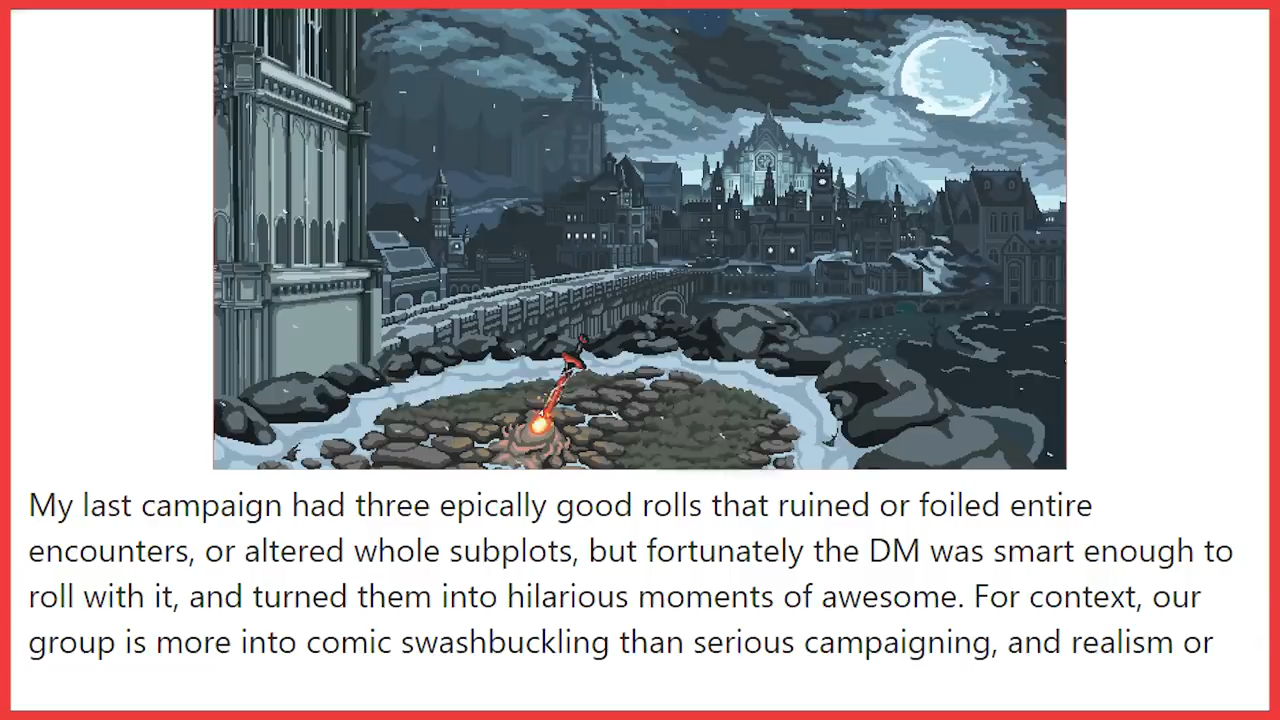 My last campaign had three epically good rolls that ruined or foiled entire
encounters, or altered whole subplots, but fortunately the DM was smart enough to
roll with it, and turned them into hilarious moments of awesome. For context, our
group is more into comic swashbuckling than serious campaigning, and realism or